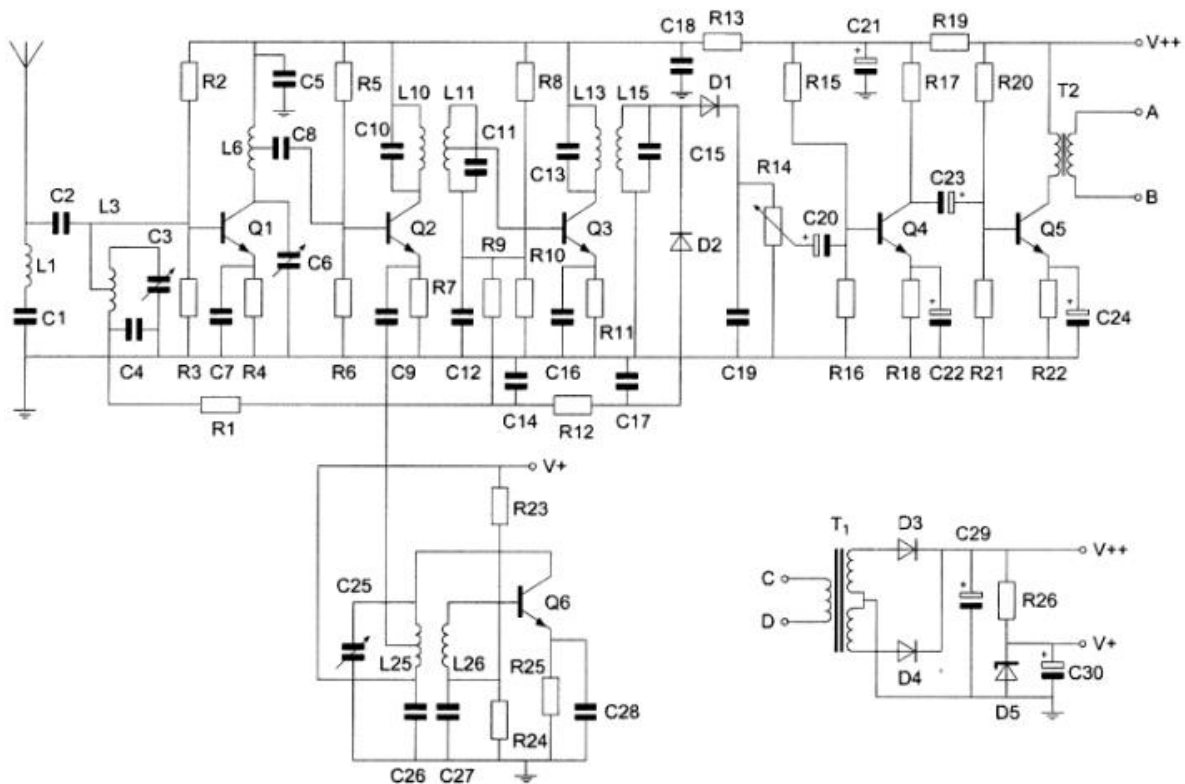 C18 R13 C21 R19
V++
R2 C5 R5 L10 L11 R8 L13 L15 D1 R15 R17 R20 T2
C8 C10 C11 A
L6 C15
C2 L3 C13 R14 C23 B
C3 Q1 Q2 Q3 C20 Q4 Q5
L1 C6 R9 R10 D2
R7
C1 R11 C24
C4 R3 C7 R4 R6 C9 C12 C16 C19 R16 R18 C22 R21 R22
R1 C14 R12 C17
V+
R23
T1 D3 C29
V++
C25 Q6 C
R26
D
V+
L25 L26 R25 D4 C30
C28 D5
R24
C26 C27
+
+
+
+
+
+
+